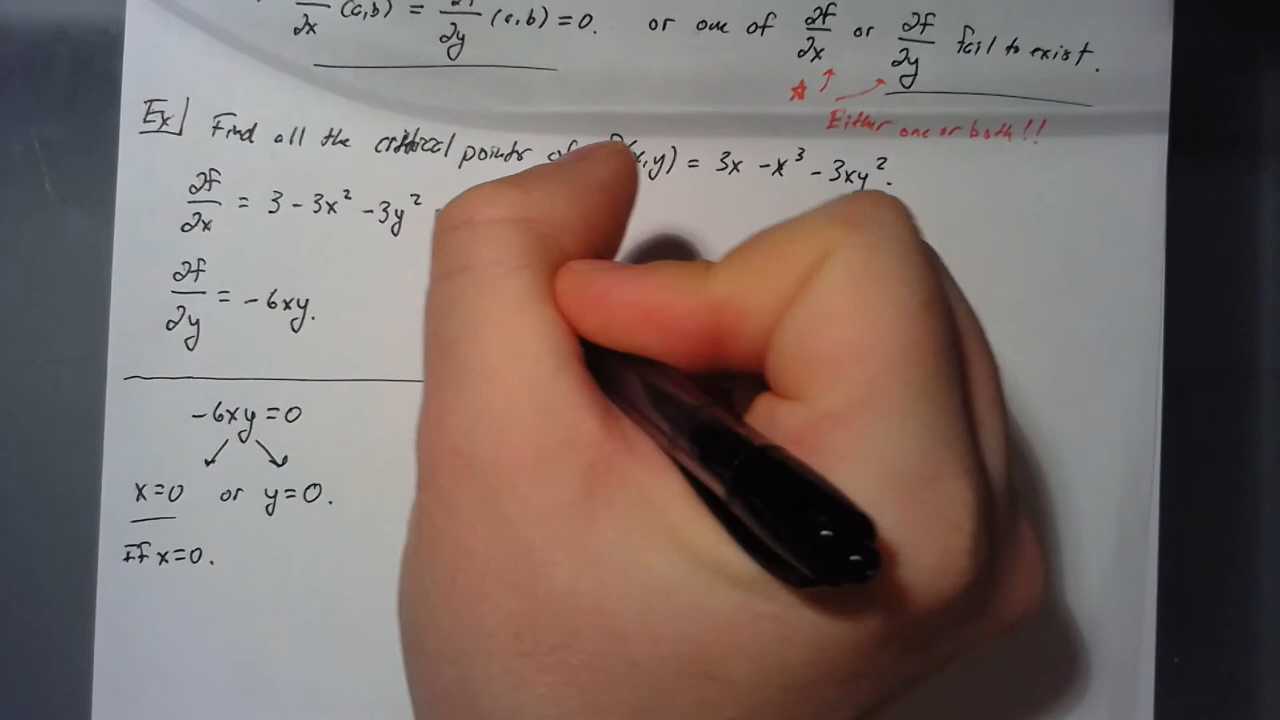 ∂x (a,b) = ∂y (a,b) = 0. or one of ∂f/∂x or ∂f/∂y fail to exist.
☆ Either one or both!!
Ex Find all the critical points of f(x,y) = 3x - x³ - 3xy².
∂f/∂x = 3 - 3x² - 3y²
∂f/∂y = -6xy.
-6xy = 0
x=0 or y=0.
If x=0.